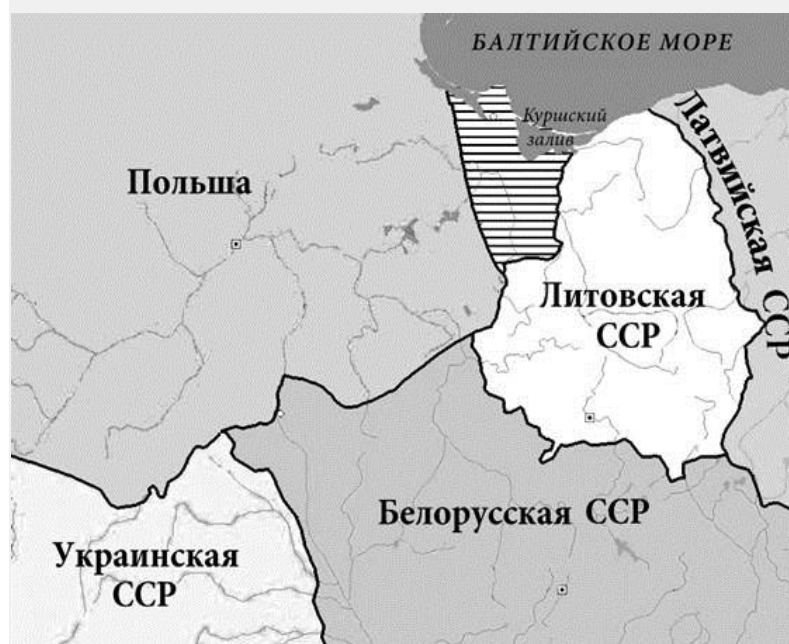 БАЛТИЙСКОЕ МОРЕ
Куршский
залив
Латвийская ССР
Польша
Литовская
ССР
Белорусская ССР
Украинская
ССР